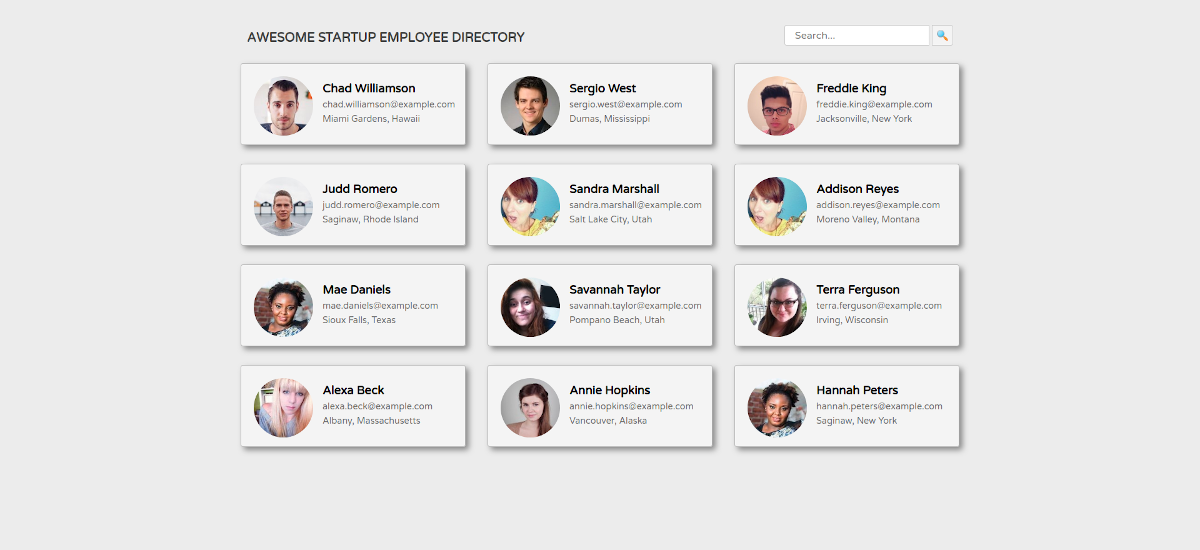 AWESOME STARTUP EMPLOYEE DIRECTORY
Search...
Chad Williamson
chad.williamson@example.com
Miami Gardens, Hawaii
Sergio West
sergio.west@example.com
Dumas, Mississippi
Freddie King
freddie.king@example.com
Jacksonville, New York
Judd Romero
judd.romero@example.com
Saginaw, Rhode Island
Sandra Marshall
sandra.marshall@example.com
Salt Lake City, Utah
Addison Reyes
addison.reyes@example.com
Moreno Valley, Montana
Mae Daniels
mae.daniels@example.com
Sioux Falls, Texas
Savannah Taylor
savannah.taylor@example.com
Pompano Beach, Utah
Terra Ferguson
terra.ferguson@example.com
Irving, Wisconsin
Alexa Beck
alexa.beck@example.com
Albany, Massachusetts
Annie Hopkins
annie.hopkins@example.com
Vancouver, Alaska
Hannah Peters
hannah.peters@example.com
Saginaw, New York